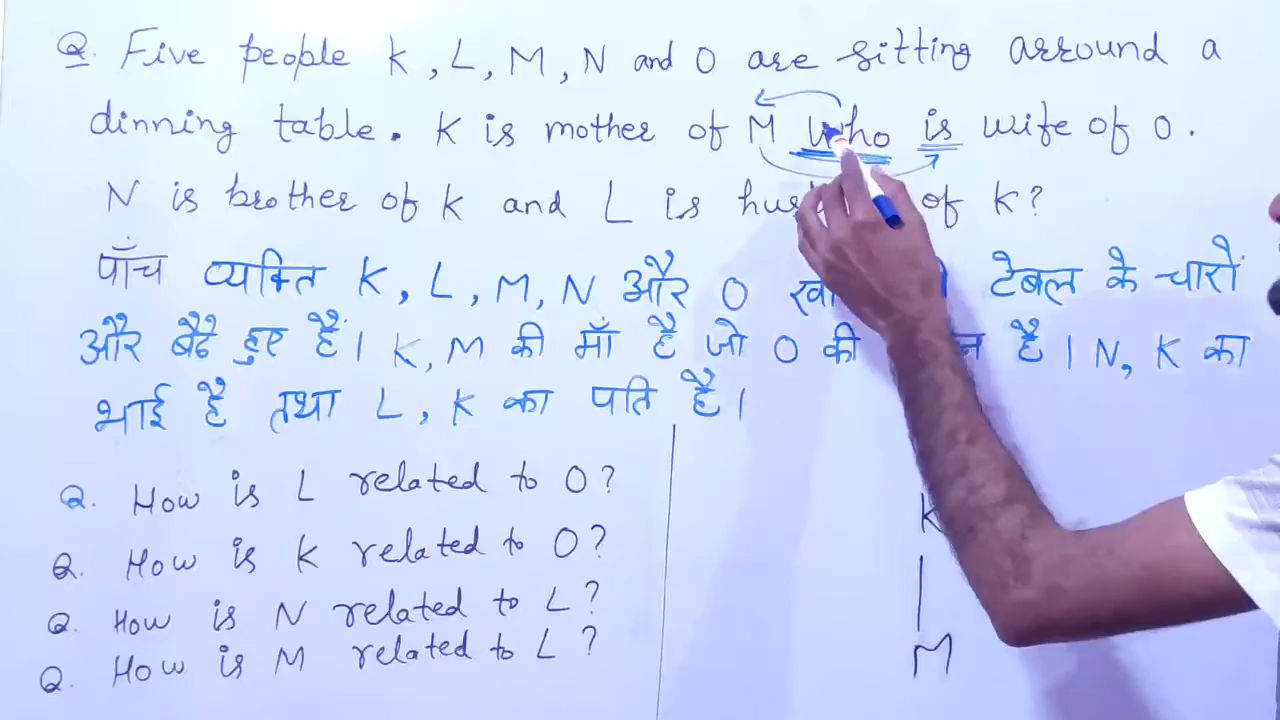 Q. Five people K, L, M, N and O are sitting arround a
dinning table. K is mother of M who is wife of O.
N is brother of K and L is of K?
पाँच व्यक्ति K, L, M, N और O टेबल के चारों
और बैठे हुए हैं। K, M की माँ है जो O की है। N, K का
भाई है तथा L, K का पति है।
Q. How is L related to O?
Q. How is K related to O?
Q. How is N related to L?
Q. How is M related to L?
K
M